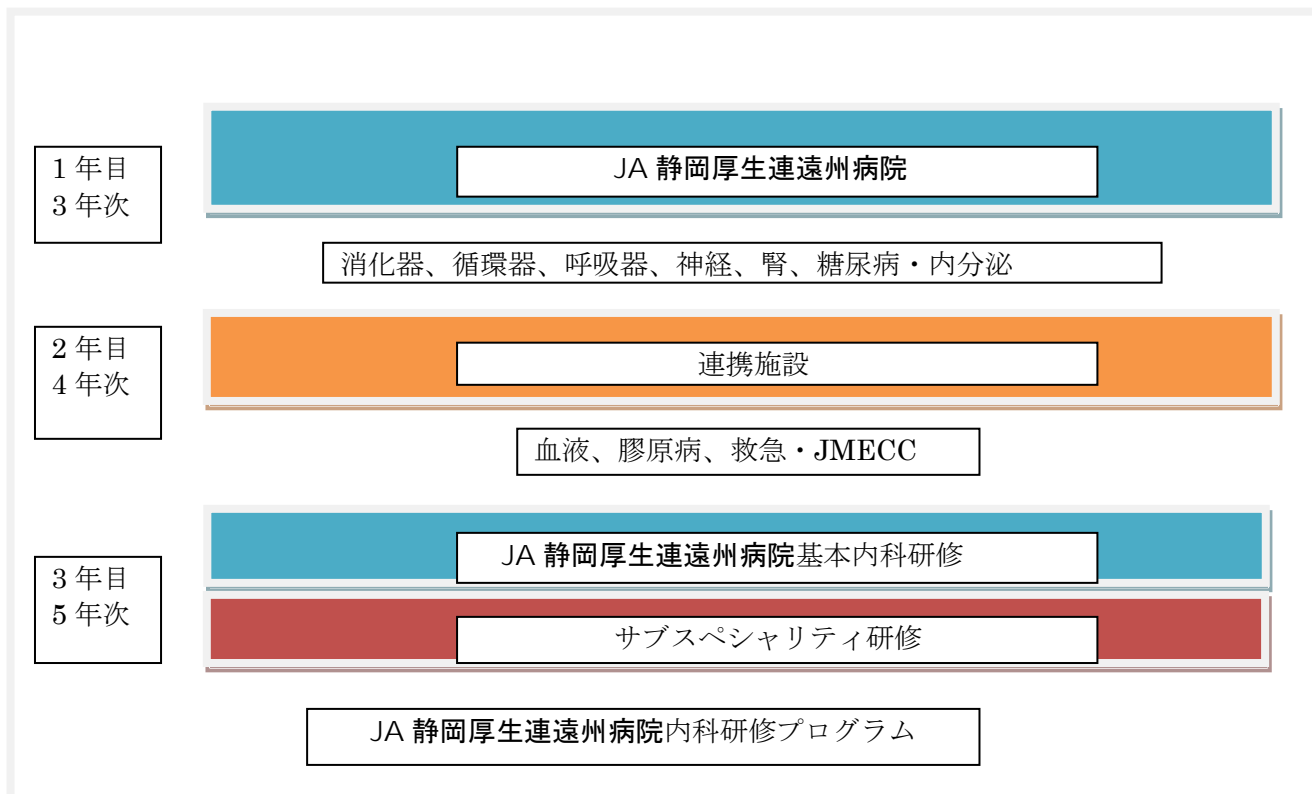 1 年目
3 年次
JA 静岡厚生連遠州病院
消化器、循環器、呼吸器、神経、腎、糖尿病・内分泌
2 年目
4 年次
連携施設
血液、膠原病、救急・JMECC
3 年目
5 年次
JA 静岡厚生連遠州病院基本内科研修
サブスペシャリティ研修
JA 静岡厚生連遠州病院内科研修プログラム